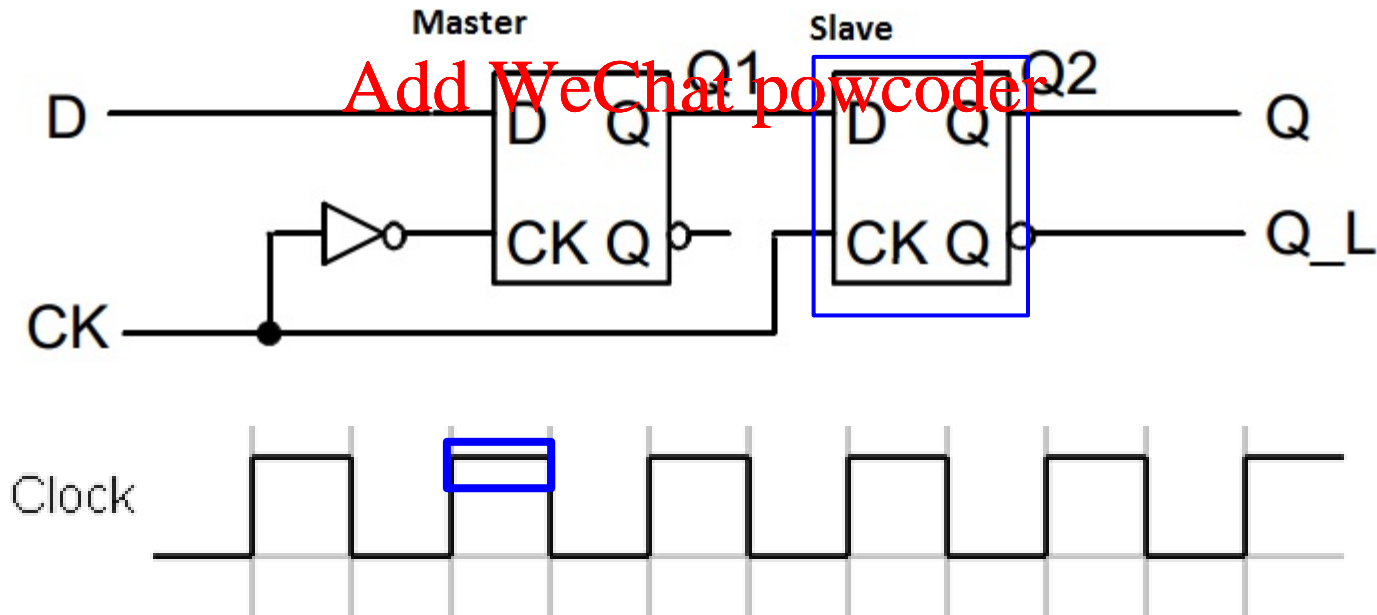 Master
Slave
Add WeChat powcoder
Q1
Q2
D
D Q
D Q
Q
CK Q
CK Q
Q_L
CK
Clock